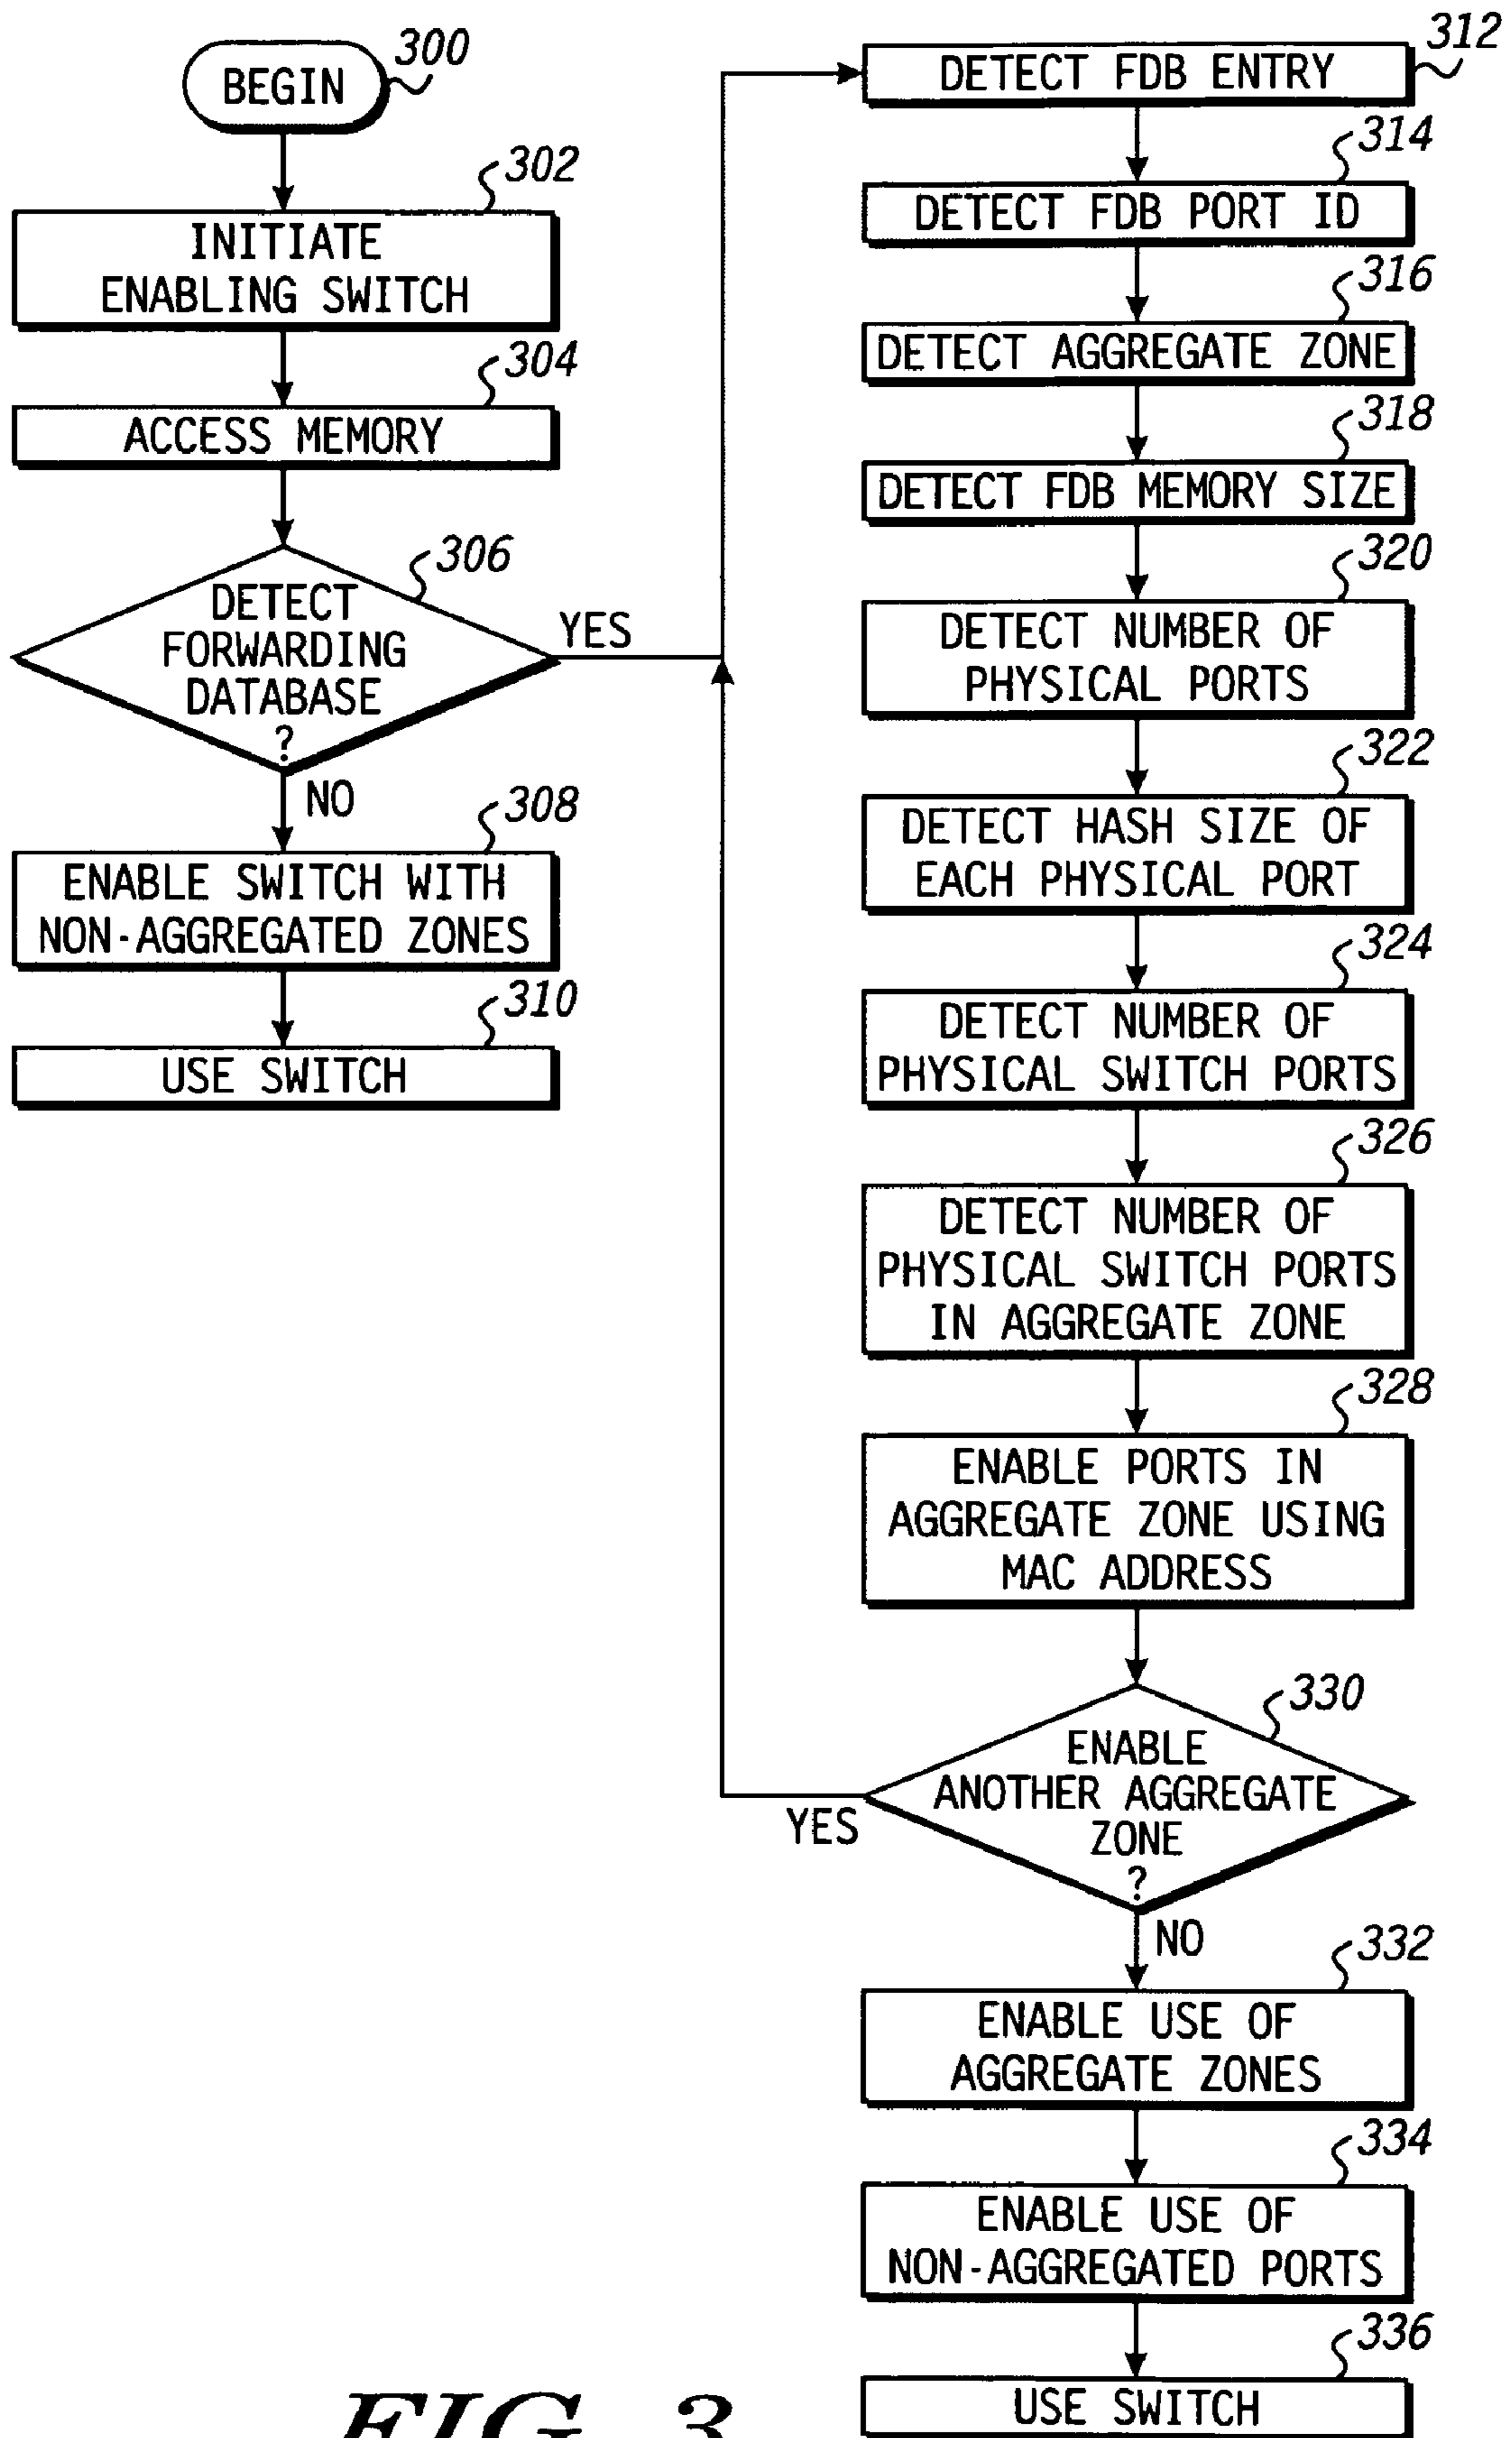 300
BEGIN
302
INITIATE
ENABLING SWITCH
304
ACCESS MEMORY
306
DETECT
FORWARDING
DATABASE
?
YES
NO
308
ENABLE SWITCH WITH
NON-AGGREGATED ZONES
310
USE SWITCH
312
DETECT FDB ENTRY
314
DETECT FDB PORT ID
316
DETECT AGGREGATE ZONE
318
DETECT FDB MEMORY SIZE
320
DETECT NUMBER OF
PHYSICAL PORTS
322
DETECT HASH SIZE OF
EACH PHYSICAL PORT
324
DETECT NUMBER OF
PHYSICAL SWITCH PORTS
326
DETECT NUMBER OF
PHYSICAL SWITCH PORTS
IN AGGREGATE ZONE
328
ENABLE PORTS IN
AGGREGATE ZONE USING
MAC ADDRESS
330
ENABLE
ANOTHER AGGREGATE
ZONE
?
YES
NO
332
ENABLE USE OF
AGGREGATE ZONES
334
ENABLE USE OF
NON-AGGREGATED PORTS
336
USE SWITCH
FIG. 3